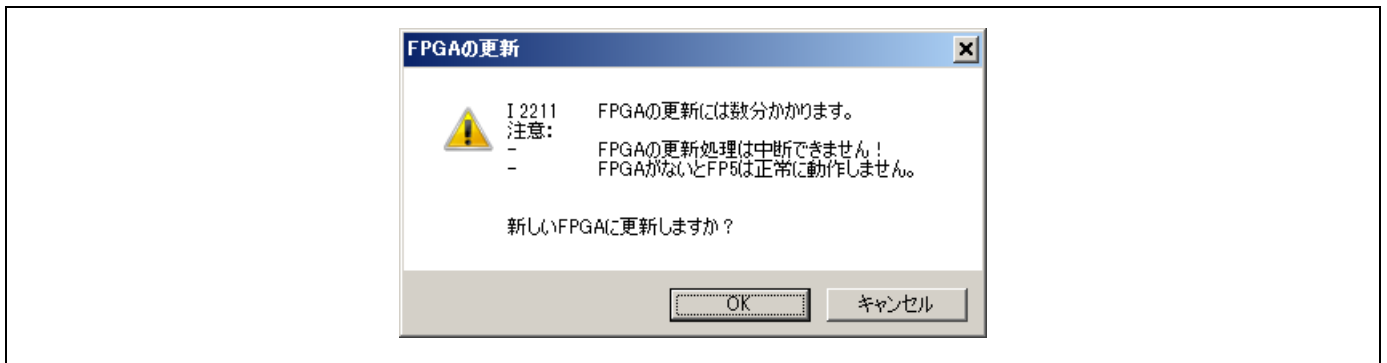 FPGAの更新
I 2211 FPGAの更新には数分かかります。
注意:
- FPGAの更新処理は中断できません!
- FPGAがないとFP5は正常に動作しません。
新しいFPGAに更新しますか?
OK キャンセル